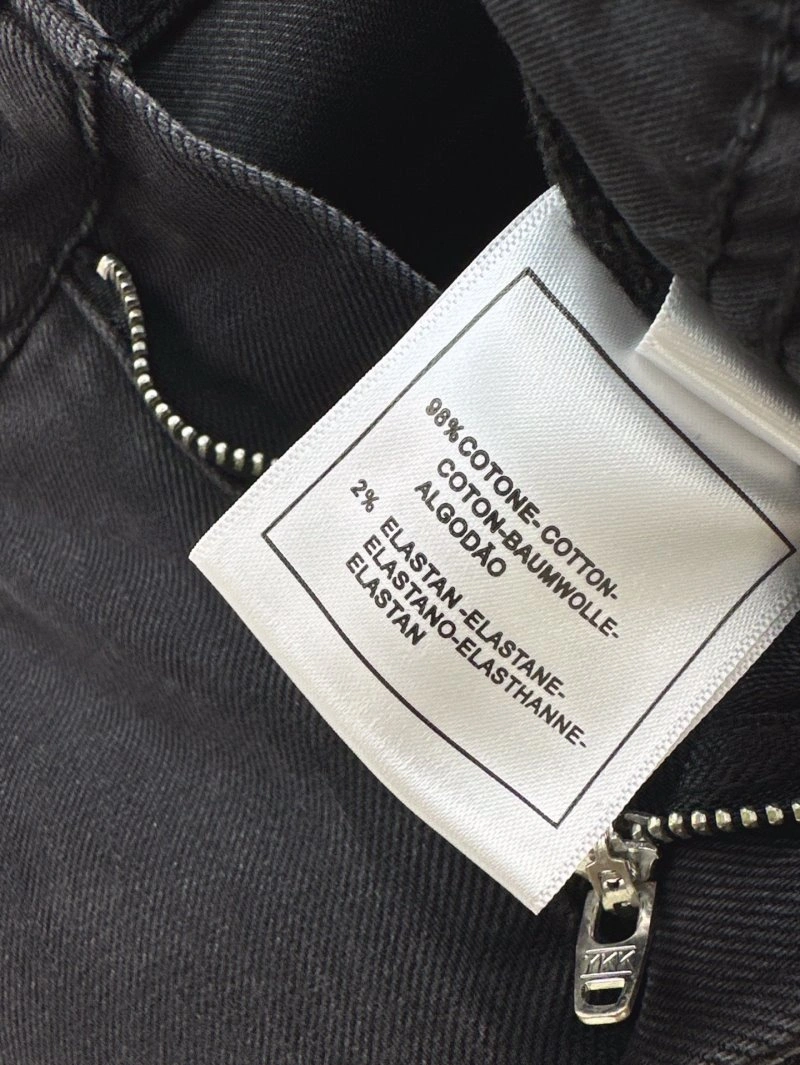 98% COTONE-COTTON-
COTON-BAUMWOLLE-
ALGODÃO
2% ELASTAN-ELASTANE-
ELASTANO-ELASTHANNE-
ELASTAN
YKK